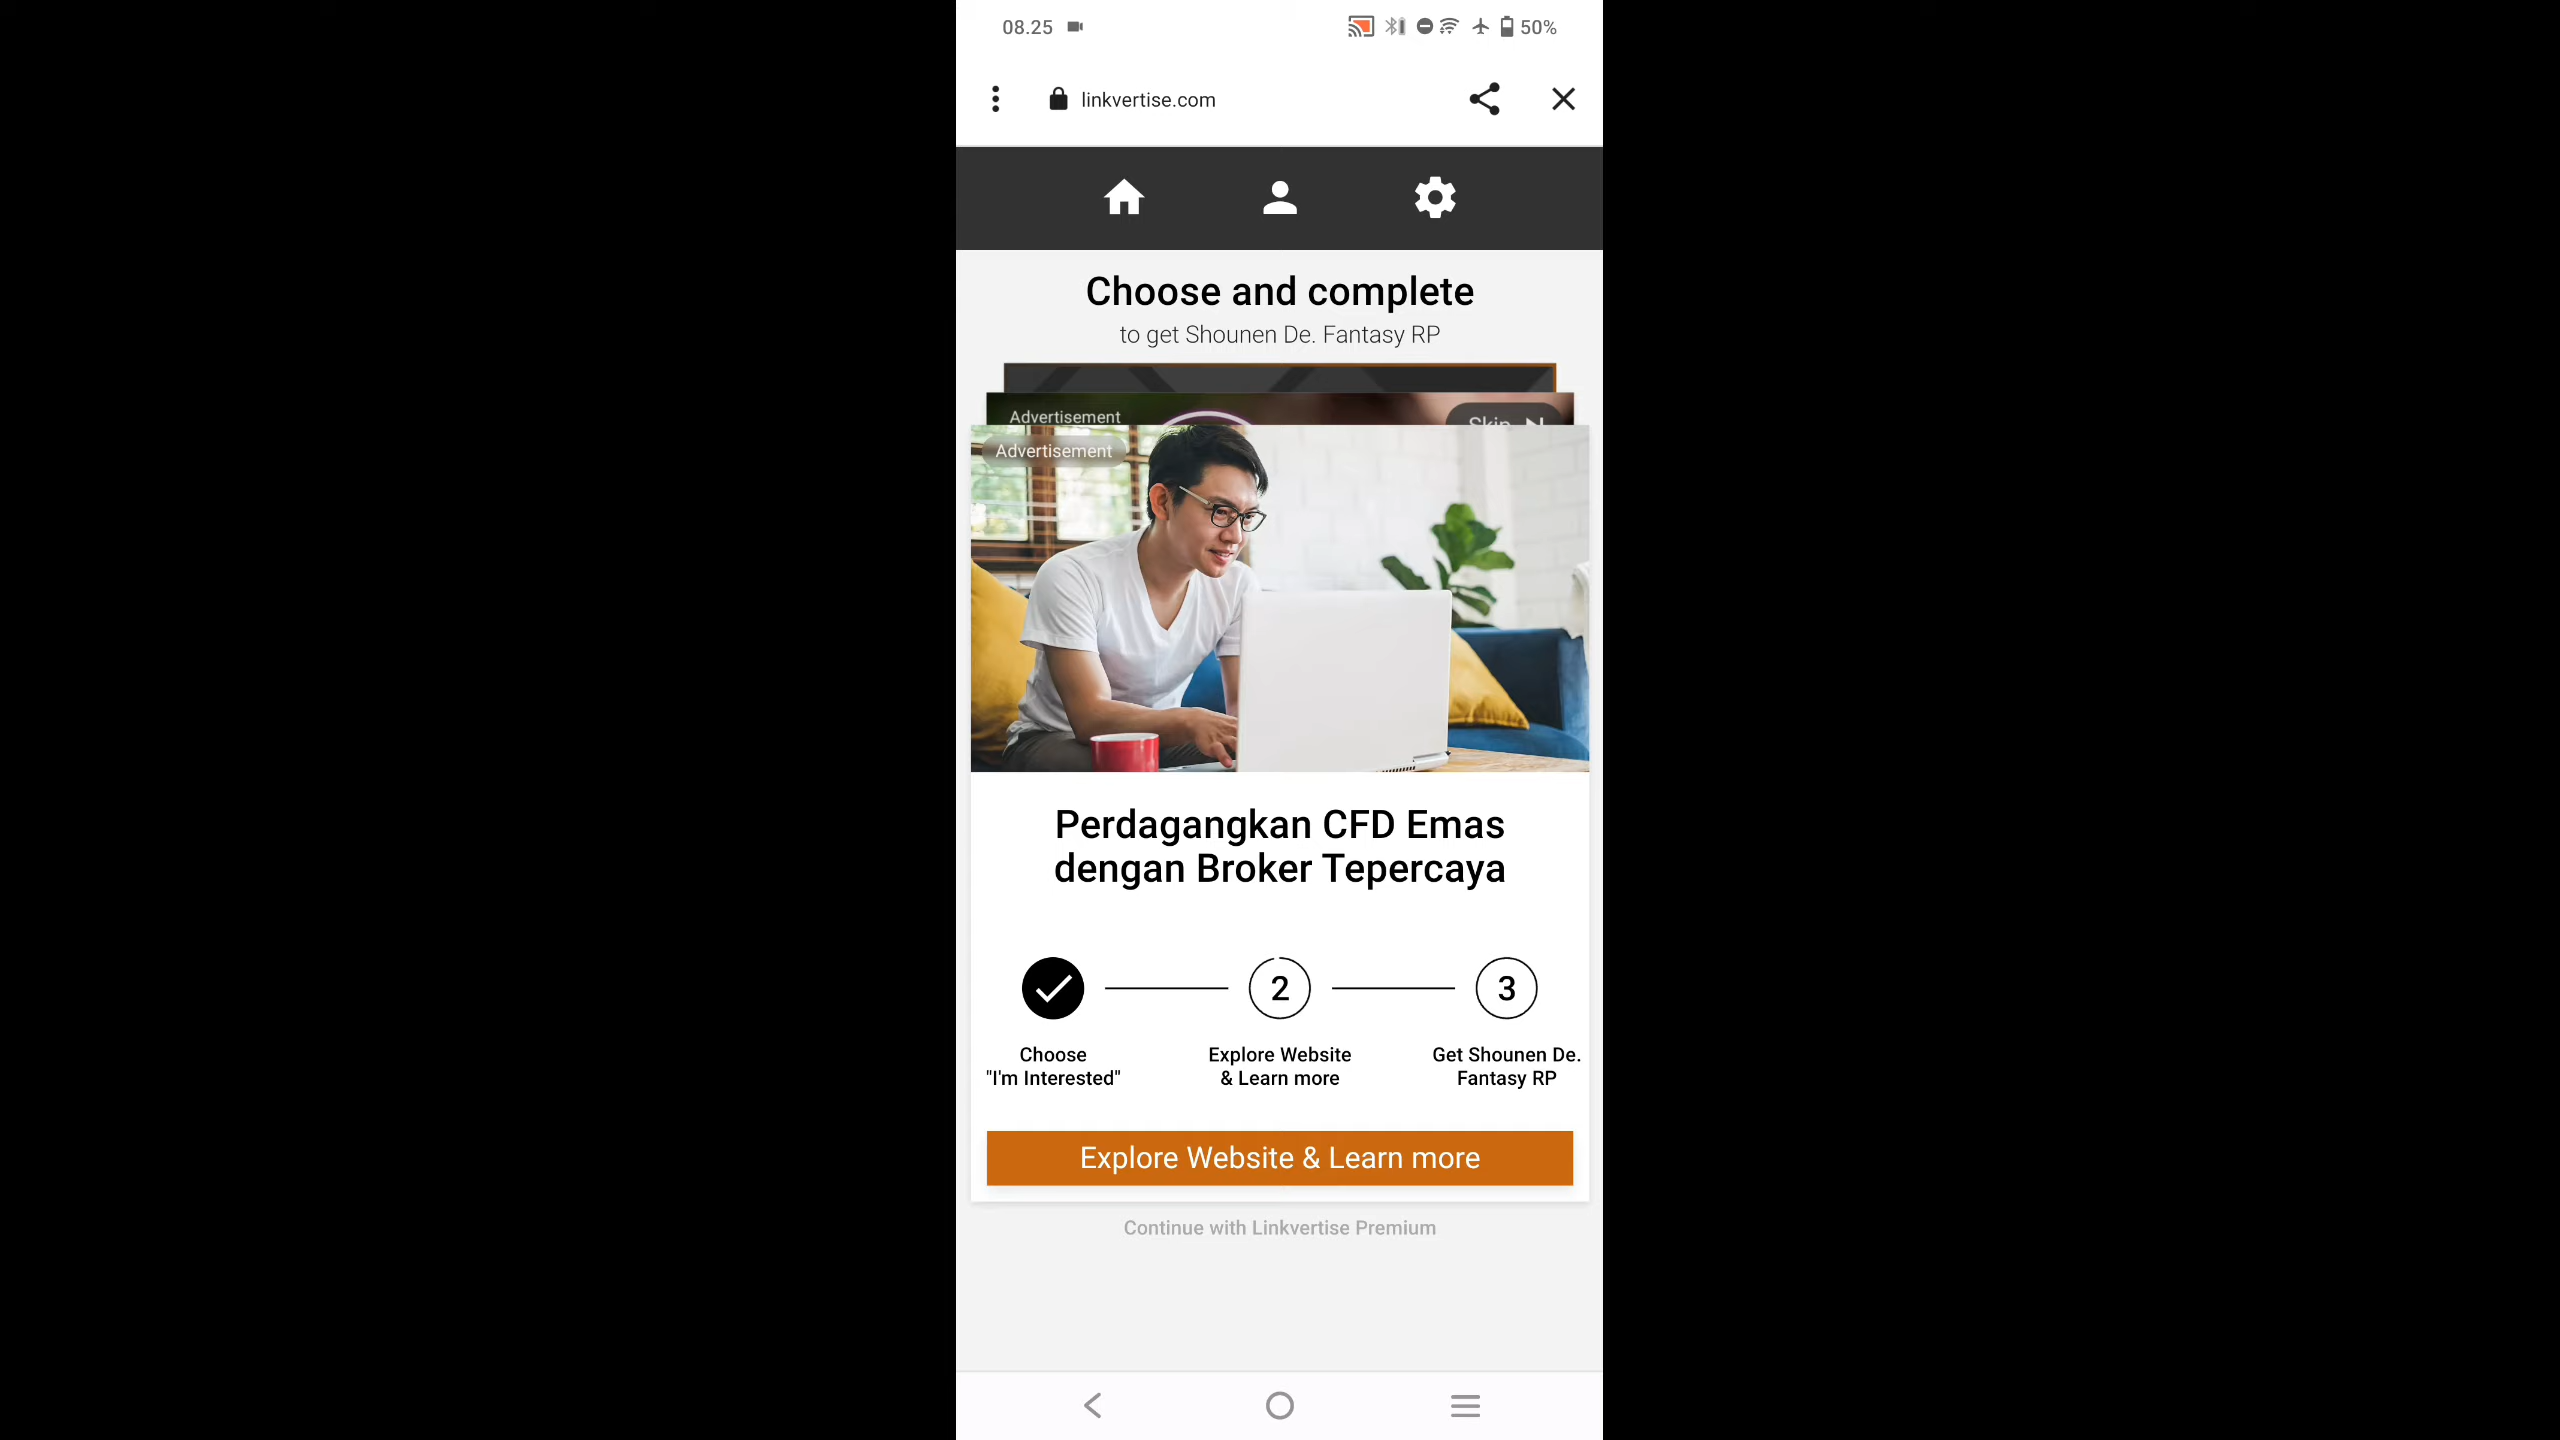 08.25
50%
linkvertise.com
Choose and complete
to get Shounen De. Fantasy RP
Advertisement
Skip
Advertisement
Perdagangkan CFD Emas
dengan Broker Tepercaya
2
3
Choose
"I'm Interested"
Explore Website
& Learn more
Get Shounen De.
Fantasy RP
Explore Website & Learn more
Continue with Linkvertise Premium